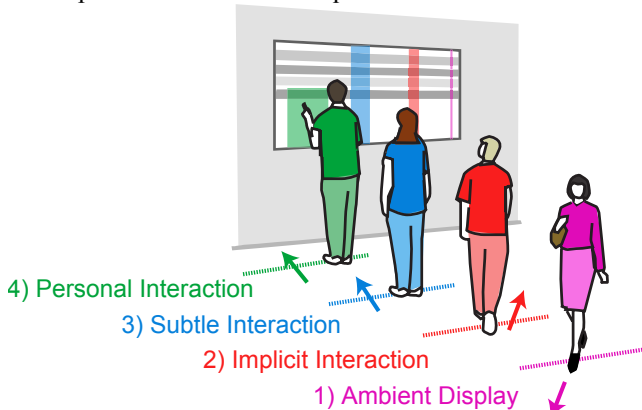 4) Personal Interaction
3) Subtle Interaction
2) Implicit Interaction
1) Ambient Display